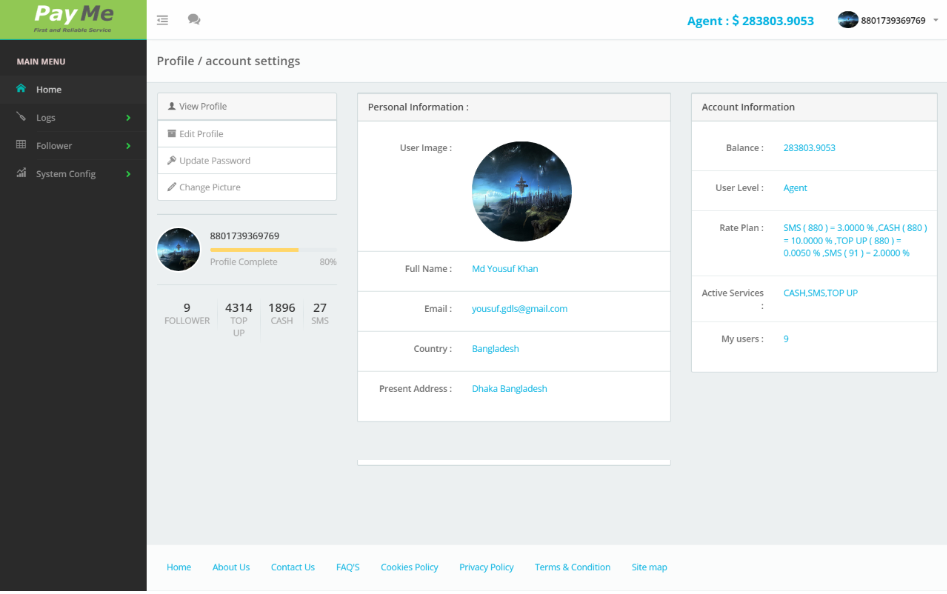 PayMe
First and Reliable Service
Agent : $ 283803.9053
8801739369769
MAIN MENU
Home
Logs
Follower
System Config
Profile / account settings
View Profile
Edit Profile
Update Password
Change Picture
8801739369769
Profile Complete 80%
9 4314 1896 27
FOLLOWER TOP CASH SMS
UP
Personal Information :
User Image :
Full Name : Md Yousuf Khan
Email : yousuf.gdls@gmail.com
Country : Bangladesh
Present Address : Dhaka Bangladesh
Account Information
Balance : 283803.9053
User Level : Agent
Rate Plan : SMS ( 880 ) = 3.0000 % ,CASH ( 880 )
= 10.0000 % ,TOP UP ( 880 ) =
0.0050 % ,SMS ( 91 ) = 2.0000 %
Active Services CASH,SMS,TOP UP
:
My users : 9
Home About Us Contact Us FAQ'S Cookies Policy Privacy Policy Terms & Condition Site map